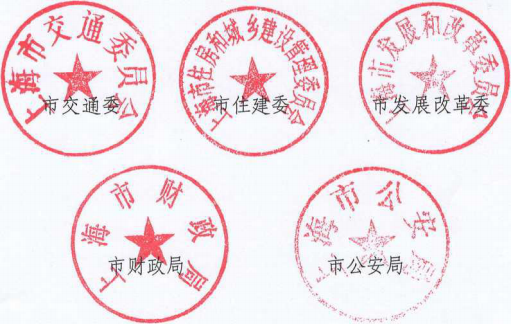 上海市交通委员会
市交通委
上海市住房和城乡建设管理委员会
市住建委
上海市发展和改革委员会
市发展改革委
上海市财政局
市财政局
上海市公安局
市公安局